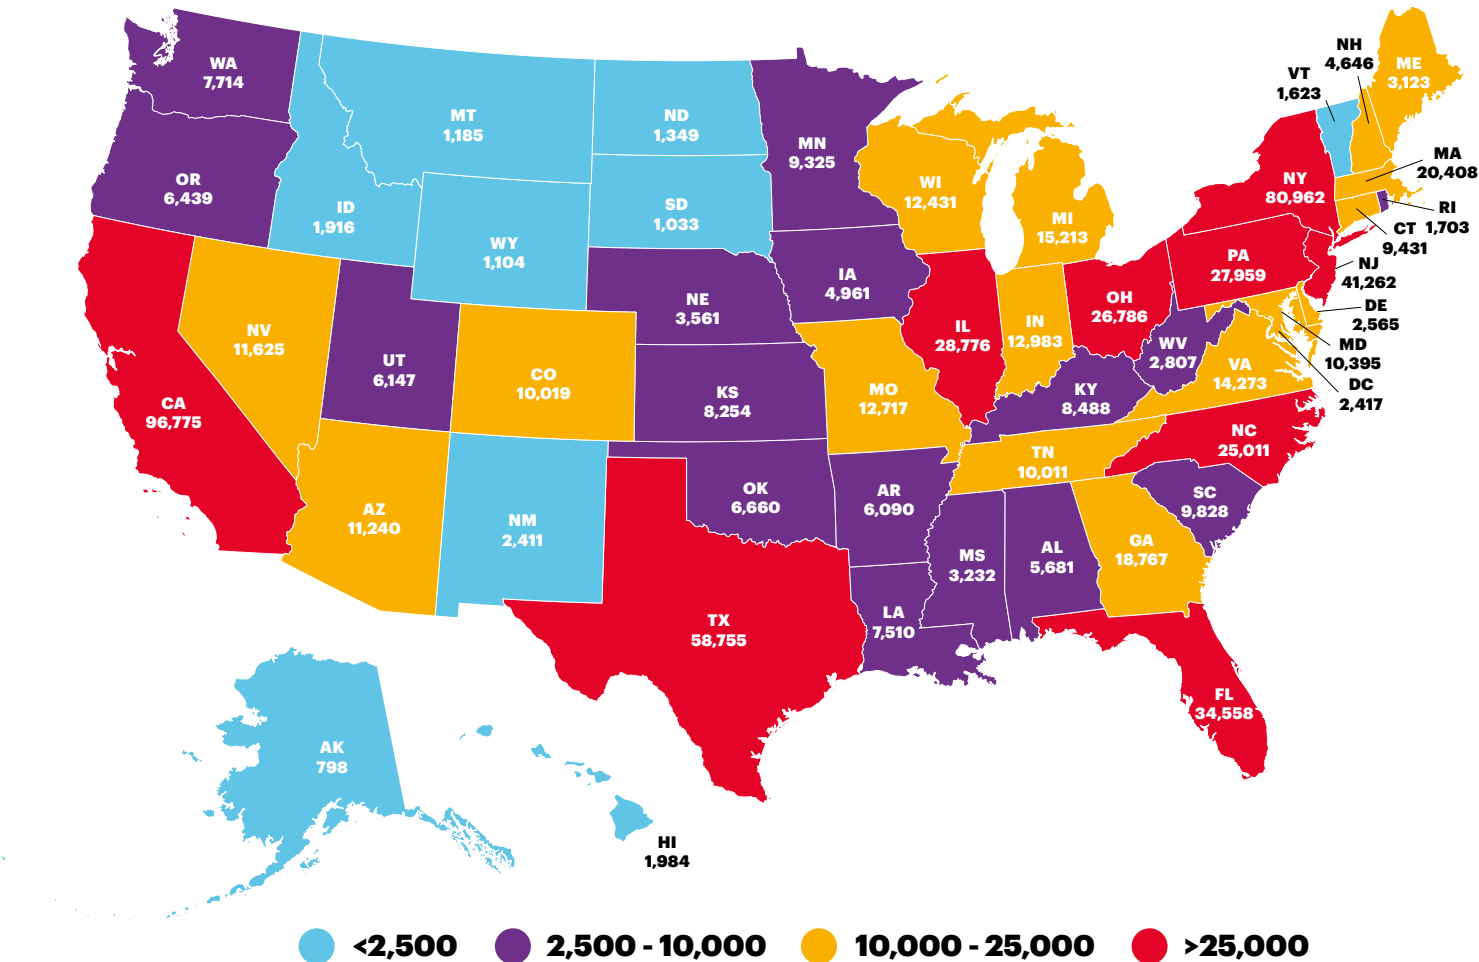 WA
7,714
OR
6,439
CA
96,775
NV
11,625
ID
1,916
MT
1,185
WY
1,104
UT
6,147
CO
10,019
AZ
11,240
NM
2,411
ND
1,349
SD
1,033
NE
3,561
KS
8,254
OK
6,660
TX
58,755
MN
9,325
IA
4,961
MO
12,717
AR
6,090
LA
7,510
WI
12,431
IL
28,776
MI
15,213
IN
12,983
OH
26,786
KY
8,488
TN
10,011
MS
3,232
AL
5,681
GA
18,767
FL
34,558
SC
9,828
NC
25,011
VA
14,273
WV
2,807
PA
27,959
NY
80,962
VT
1,623
NH
4,646
ME
3,123
MA
20,408
RI
1,703
CT
9,431
NJ
41,262
DE
2,565
MD
10,395
DC
2,417
AK
798
HI
1,984
<2,500
2,500 - 10,000
10,000 - 25,000
>25,000